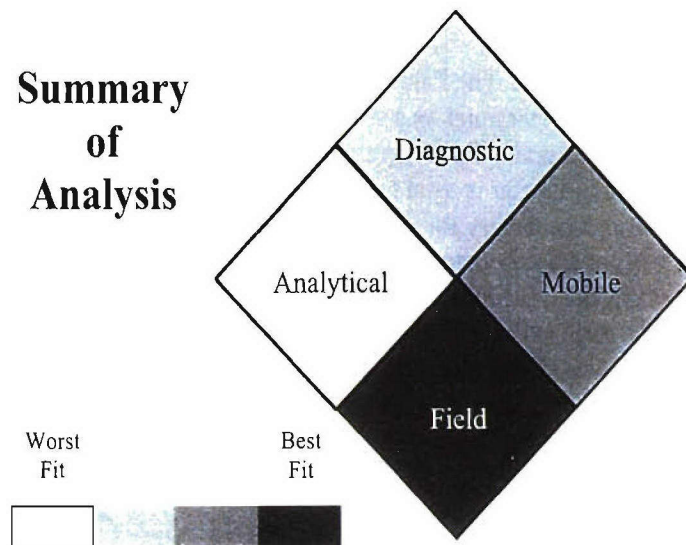 Summary
of
Analysis
Diagnostic
Analytical
Mobile
Field
Worst
Fit
Best
Fit